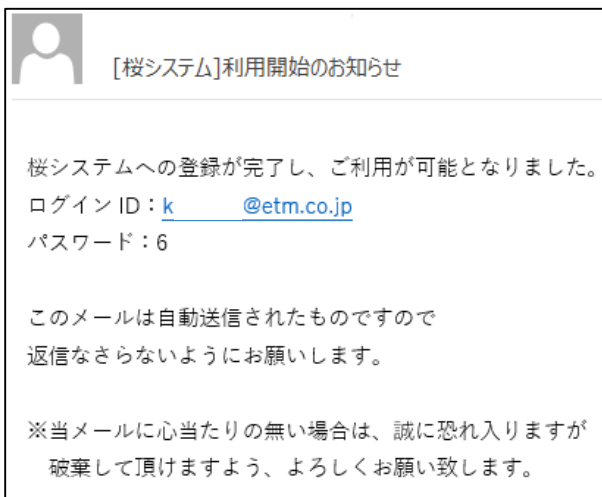 [桜システム]利用開始のお知らせ
桜システムへの登録が完了し、ご利用が可能となりました。
ログイン ID：k @etm.co.jp
パスワード：6
このメールは自動送信されたものですので
返信なさらないようにお願いします。
※当メールに心当たりの無い場合は、誠に恐れ入りますが
破棄して頂けますよう、よろしくお願い致します。